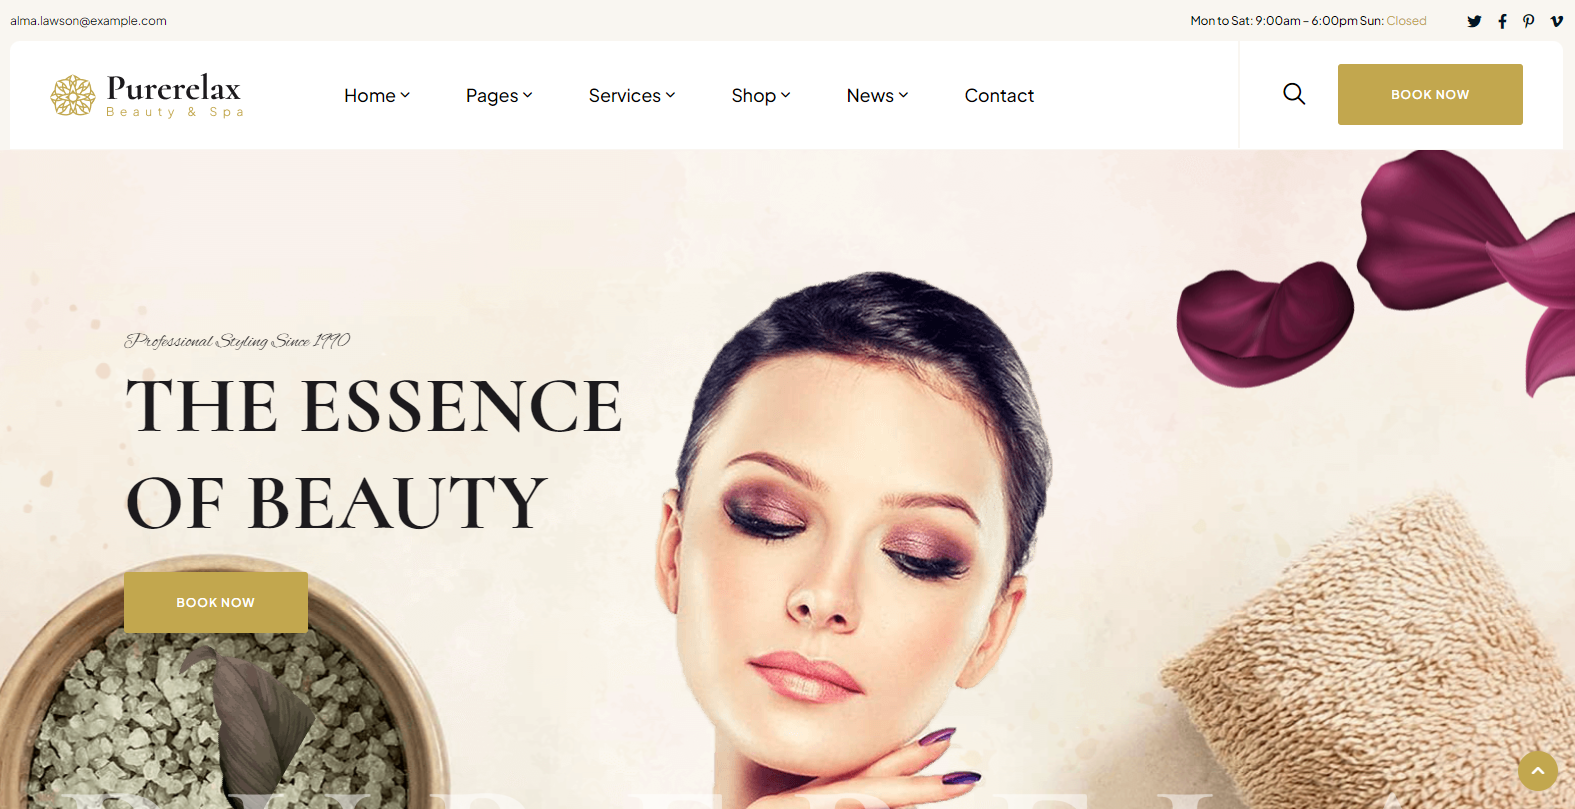 alma.lawson@example.com
Mon to Sat: 9:00am – 6:00pm Sun: Closed
Purerelax
Beauty & Spa
Home
Pages
Services
Shop
News
Contact
BOOK NOW
Professional Styling Since 1990
THE ESSENCE
OF BEAUTY
BOOK NOW